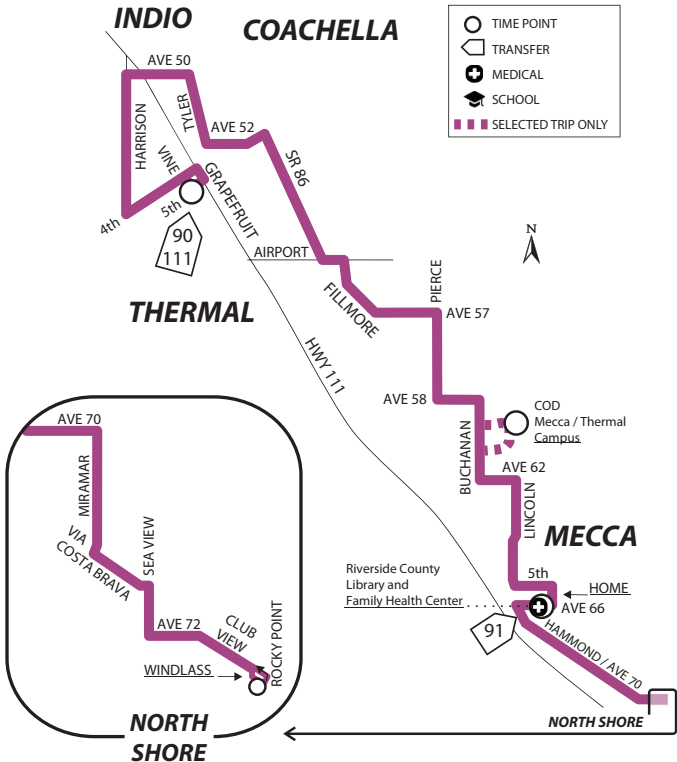 INDIO
COACHELLA
TIME POINT
TRANSFER
MEDICAL
SCHOOL
SELECTED TRIP ONLY
AVE 50
TYLER
HARRISON
AVE 52
VINE
SR 86
GRAPEFRUIT
5th
4th
90
111
AIRPORT
N
THERMAL
FILLMORE
PIERCE
AVE 57
HWY 111
AVE 58
COD
Mecca / Thermal
Campus
BUCHANAN
AVE 62
LINCOLN
MECCA
5th
HOME
Riverside County
Library and
Family Health Center
AVE 66
91
HAMMOND / AVE 70
NORTH SHORE
AVE 70
MIRAMAR
VIA
COSTA BRAVA
SEA VIEW
AVE 72
CLUB
VIEW
ROCKY POINT
WINDLASS
NORTH
SHORE